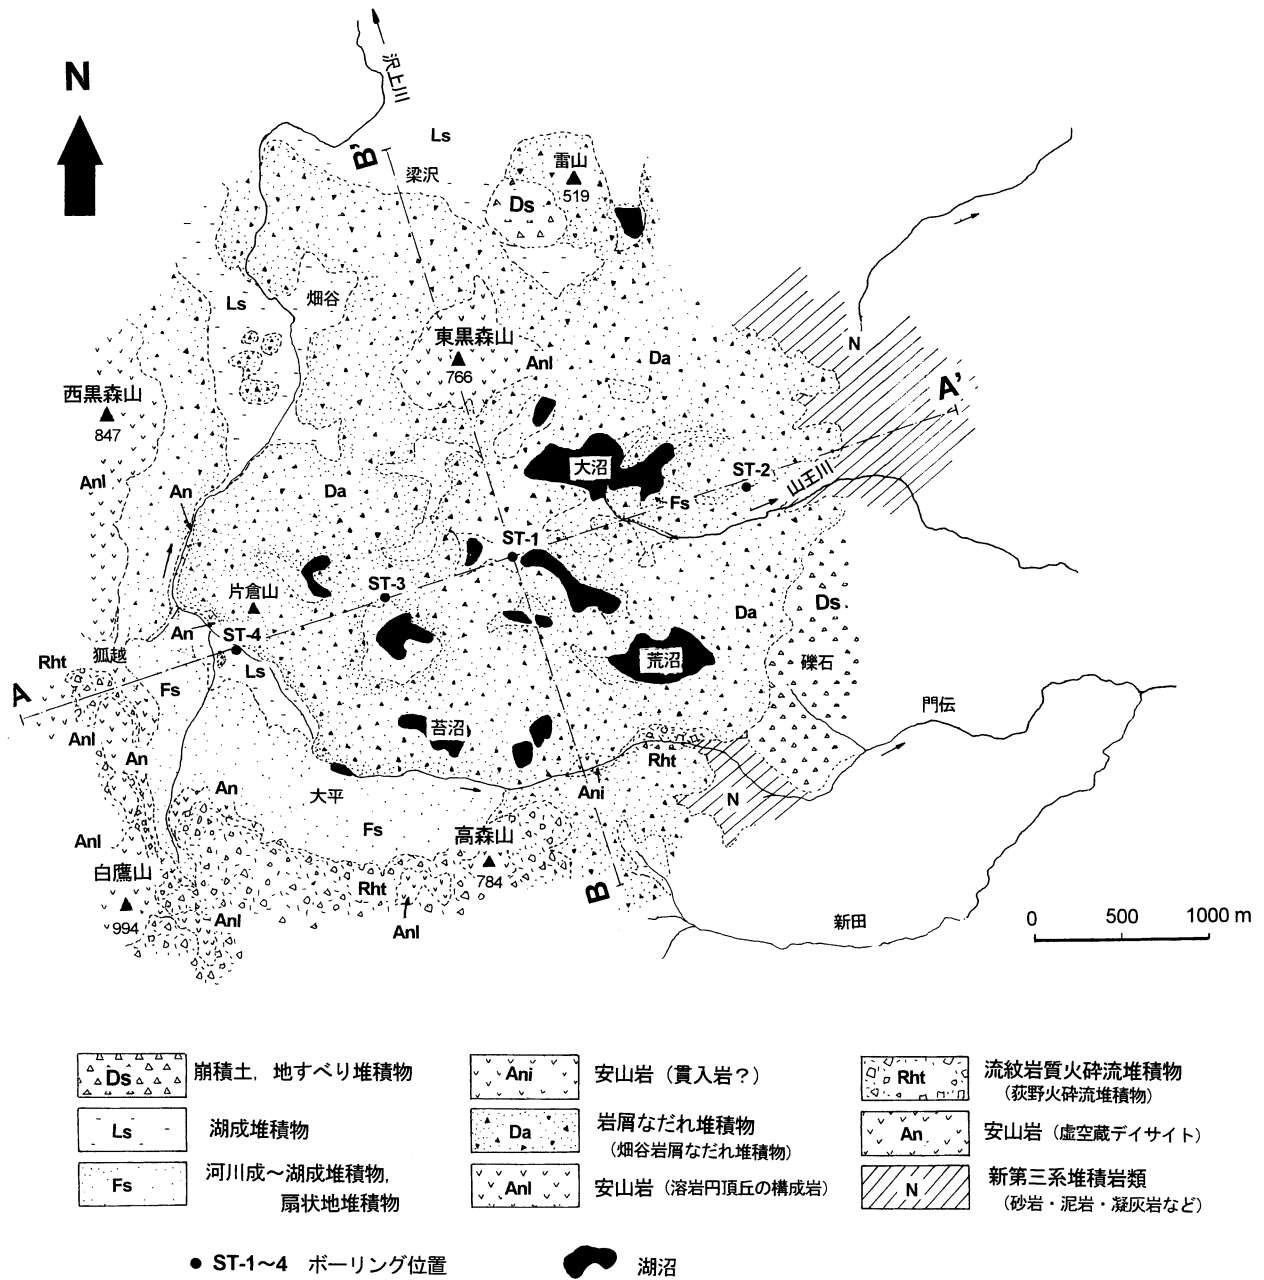 N
沢上川
Ls
B'
梁沢
雷山
519
Ds
Ls
畑谷
東黒森山
766
Anl
Da
N
A'
西黒森山
847
Anl
An
Da
大沼
ST-2
山王川
Fs
ST-1
片倉山
ST-3
Da
Ds
An
ST-4
狐越
Rht
A
Fs
Ls
荒沼
礫石
門伝
苔沼
Anl
An
Rht
An
大平
Ani
N
Fs
高森山
784
Anl
白鷹山
994
Rht
Anl
Anl
B
新田
0 500 1000 m
Ds 崩積土,地すべり堆積物
Ls 湖成堆積物
Fs 河川成~湖成堆積物,
扇状地堆積物
Ani 安山岩(貫入岩?)
Da 岩屑なだれ堆積物
(畑谷岩屑なだれ堆積物)
Anl 安山岩(溶岩円頂丘の構成岩)
Rht 流紋岩質火砕流堆積物
(荻野火砕流堆積物)
An 安山岩(虚空蔵デイサイト)
N 新第三系堆積岩類
(砂岩・泥岩・凝灰岩など)
ST-1~4 ボーリング位置
湖沼